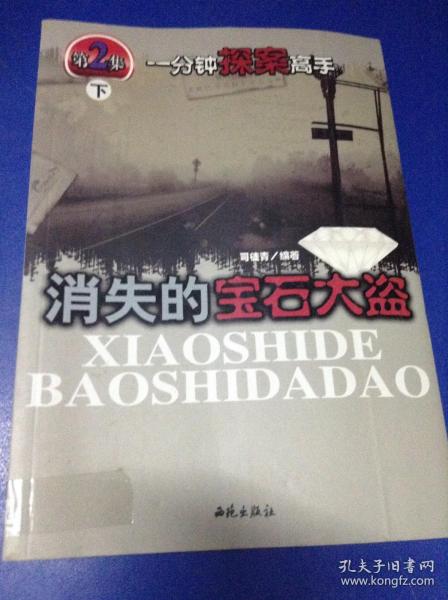 第2集
下
一分钟探案高手
司徒青/编著
消失的宝石大盗
XIAOSHIDE
BAOSHIDADAO
西苑出版社
孔夫子旧书网
www.kongfz.com